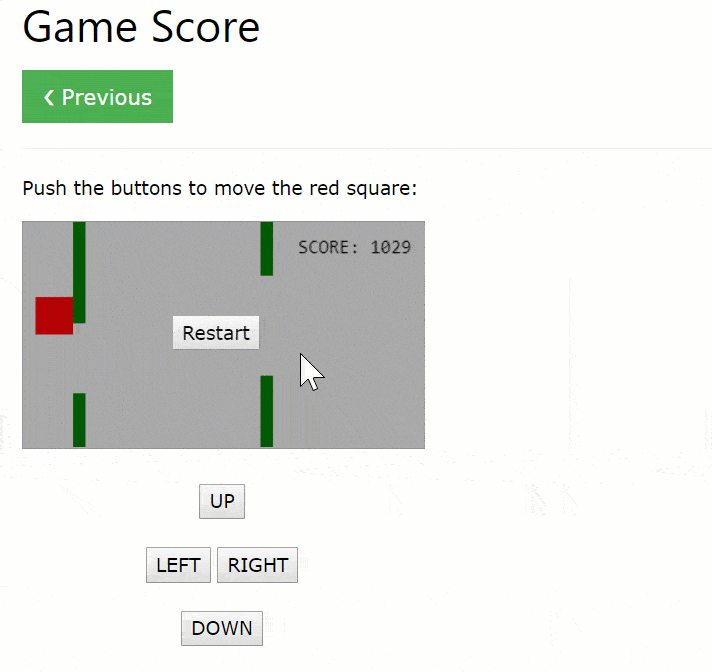 Game Score
❮ Previous
Push the buttons to move the red square:
SCORE: 1029
Restart
UP
LEFT RIGHT
DOWN